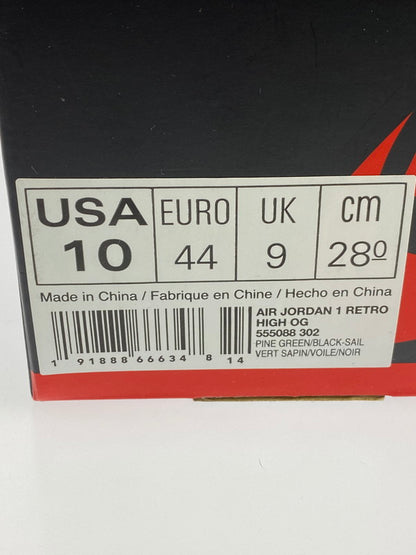 USA EURO UK cm
10 44 9 28º
Made in China / Fabrique en Chine / Hecho en China
AIR JORDAN 1 RETRO
HIGH OG
555088 302
PINE GREEN/BLACK-SAIL
VERT SAPIN/VOILE/NOIR
1 91888 66634 8 14